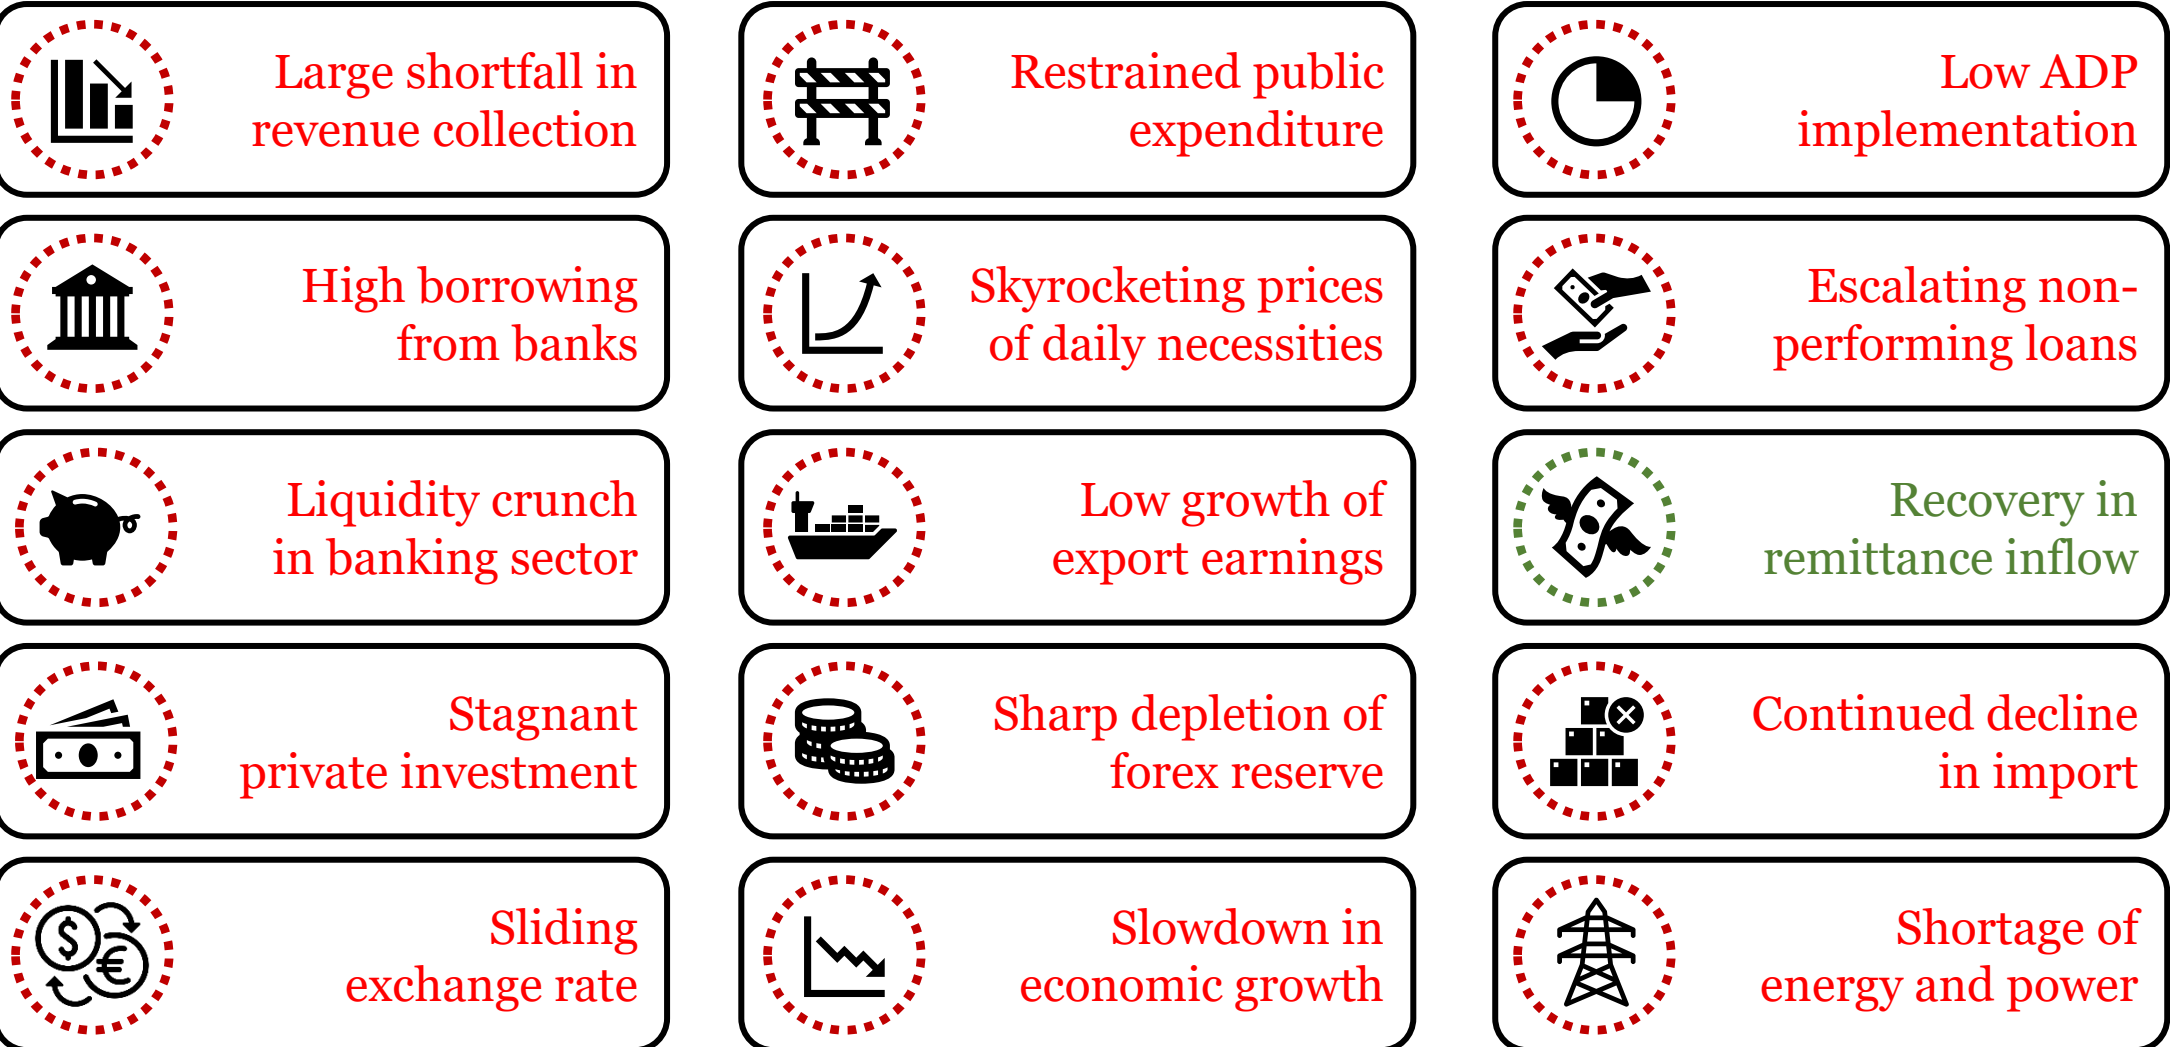 Large shortfall in
revenue collection
Restrained public
expenditure
Low ADP
implementation
High borrowing
from banks
Skyrocketing prices
of daily necessities
Escalating non-
performing loans
Liquidity crunch
in banking sector
Low growth of
export earnings
Recovery in
remittance inflow
Stagnant
private investment
Sharp depletion of
forex reserve
Continued decline
in import
$
€
Sliding
exchange rate
Slowdown in
economic growth
Shortage of
energy and power